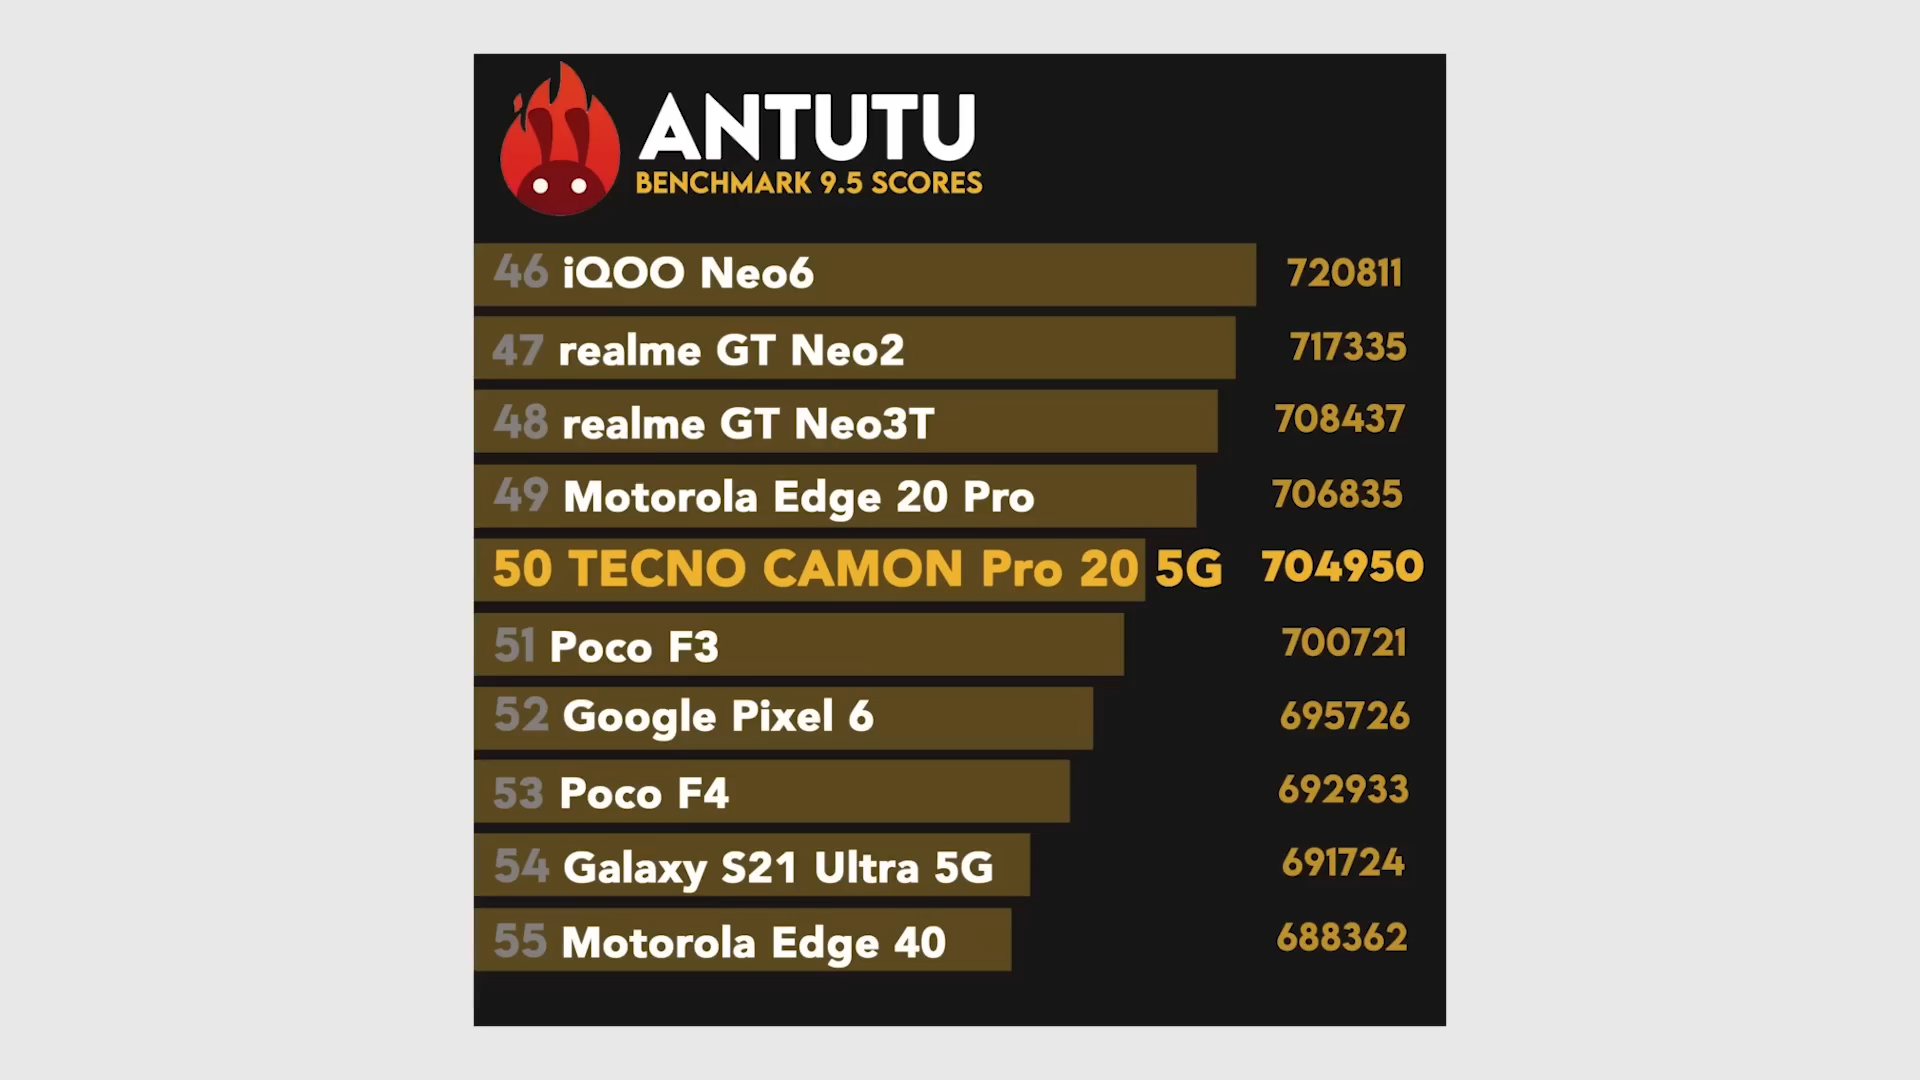 ANTUTU
BENCHMARK 9.5 SCORES
46 iQOO Neo6 720811
47 realme GT Neo2 717335
48 realme GT Neo3T 708437
49 Motorola Edge 20 Pro 706835
50 TECNO CAMON Pro 20 5G 704950
51 Poco F3 700721
52 Google Pixel 6 695726
53 Poco F4 692933
54 Galaxy S21 Ultra 5G 691724
55 Motorola Edge 40 688362